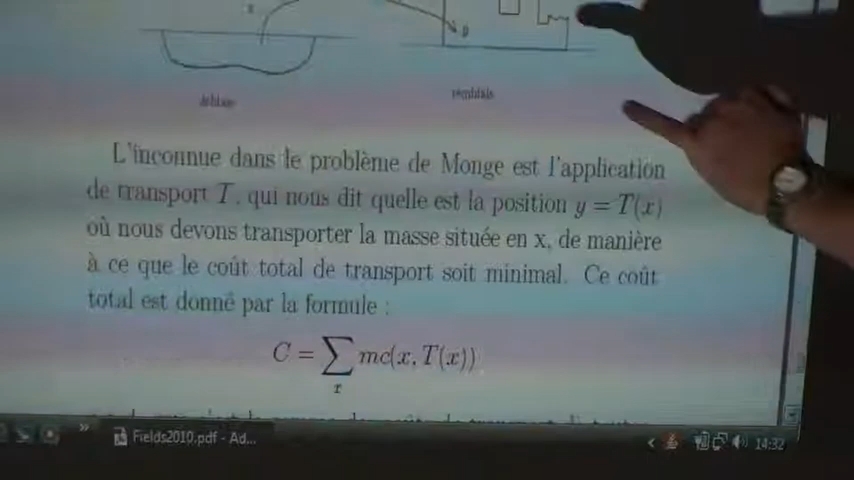 x
y
déblais
remblais
L'inconnue dans le problème de Monge est l'application
de transport T, qui nous dit quelle est la position y = T(x)
où nous devons transporter la masse située en x, de manière
à ce que le coût total de transport soit minimal. Ce coût
total est donné par la formule :
C = ∑ mc(x, T(x))
x
» Fields2010.pdf - Ad... < 14:32